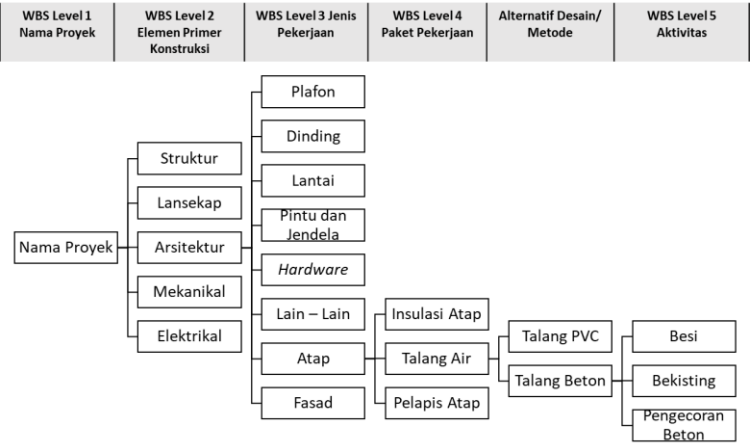 WBS Level 1
Nama Proyek
WBS Level 2
Elemen Primer
Konstruksi
WBS Level 3 Jenis
Pekerjaan
WBS Level 4
Paket Pekerjaan
Alternatif Desain/
Metode
WBS Level 5
Aktivitas
Nama Proyek
Struktur
Lansekap
Arsitektur
Mekanikal
Elektrikal
Plafon
Dinding
Lantai
Pintu dan
Jendela
Hardware
Lain – Lain
Atap
Fasad
Insulasi Atap
Talang Air
Pelapis Atap
Talang PVC
Talang Beton
Besi
Bekisting
Pengecoran
Beton